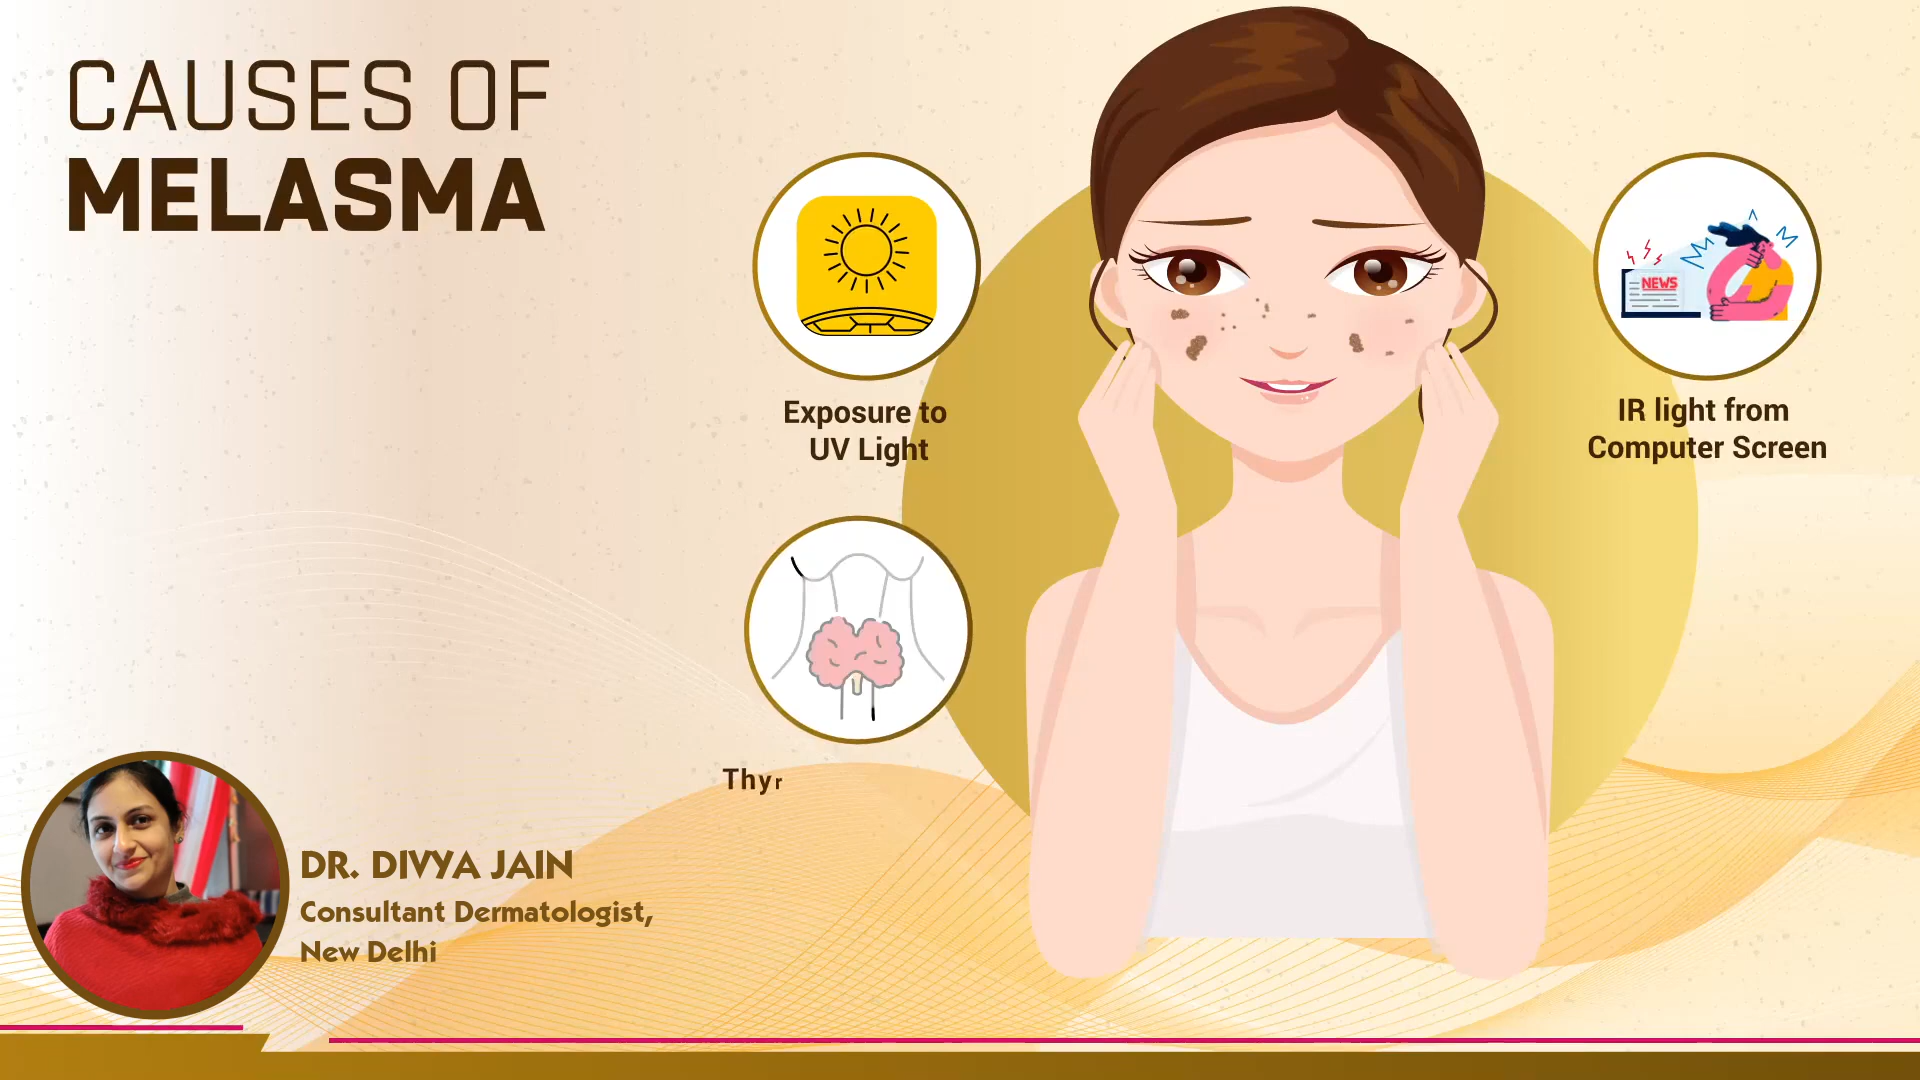 CAUSES OF
MELASMA
Exposure to
UV Light
IR light from
Computer Screen
NEWS
Thyr
DR. DIVYA JAIN
Consultant Dermatologist,
New Delhi